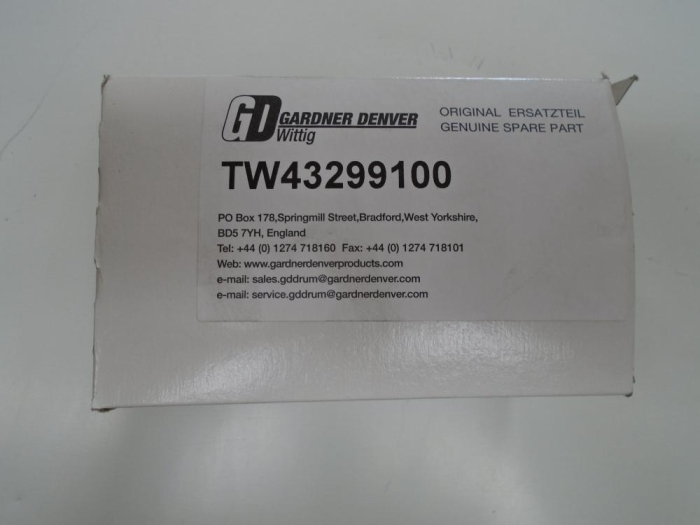 GD GARDNER DENVER
Wittig
ORIGINAL ERSATZTEIL
GENUINE SPARE PART
TW43299100
PO Box 178,Springmill Street,Bradford,West Yorkshire,
BD5 7YH, England
Tel: +44 (0) 1274 718160 Fax: +44 (0) 1274 718101
Web: www.gardnerdenverproducts.com
e-mail: sales.gddrum@gardnerdenver.com
e-mail: service.gddrum@gardnerdenver.com